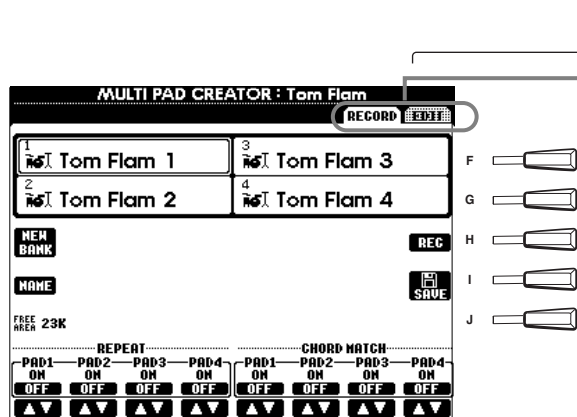 MULTI PAD CREATOR : Tom Flam
RECORD EDIT
1 Tom Flam 1
3 Tom Flam 3
2 Tom Flam 2
4 Tom Flam 4
NEW BANK
REC
NAME
SAVE
FREE AREA 23K
REPEAT
CHORD MATCH
PAD1 PAD2 PAD3 PAD4 PAD1 PAD2 PAD3 PAD4
ON ON ON ON ON ON ON ON
OFF OFF OFF OFF OFF OFF OFF OFF
F
G
H
I
J